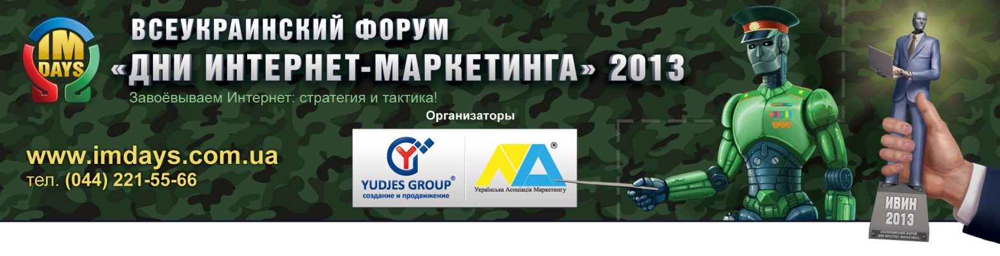 IM
DAYS
ВСЕУКРАИНСКИЙ ФОРУМ
«ДНИ ИНТЕРНЕТ-МАРКЕТИНГА» 2013
Завоёвываем Интернет: стратегия и тактика!
Организаторы
www.imdays.com.ua
тел. (044) 221-55-66
YUDJES GROUP®
создание и продвижение
®
Українська Асоціація Маркетингу
ИВИН
2013
ВСЕУКРАИНСКИЙ ФОРУМ
«ДНИ ИНТЕРНЕТ-МАРКЕТИНГА»